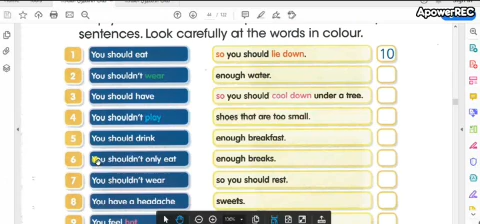 ApowerREC
44 / 122
sentences. Look carefully at the words in colour.
1 You should eat so you should lie down. 10
2 You shouldn't wear enough water.
3 You should have so you should cool down under a tree.
4 You shouldn't play shoes that are too small.
5 You should drink enough breakfast.
6 You shouldn't only eat enough breaks.
7 You shouldn't wear so you should rest.
8 You have a headache sweets.
9 You feel hot
136%